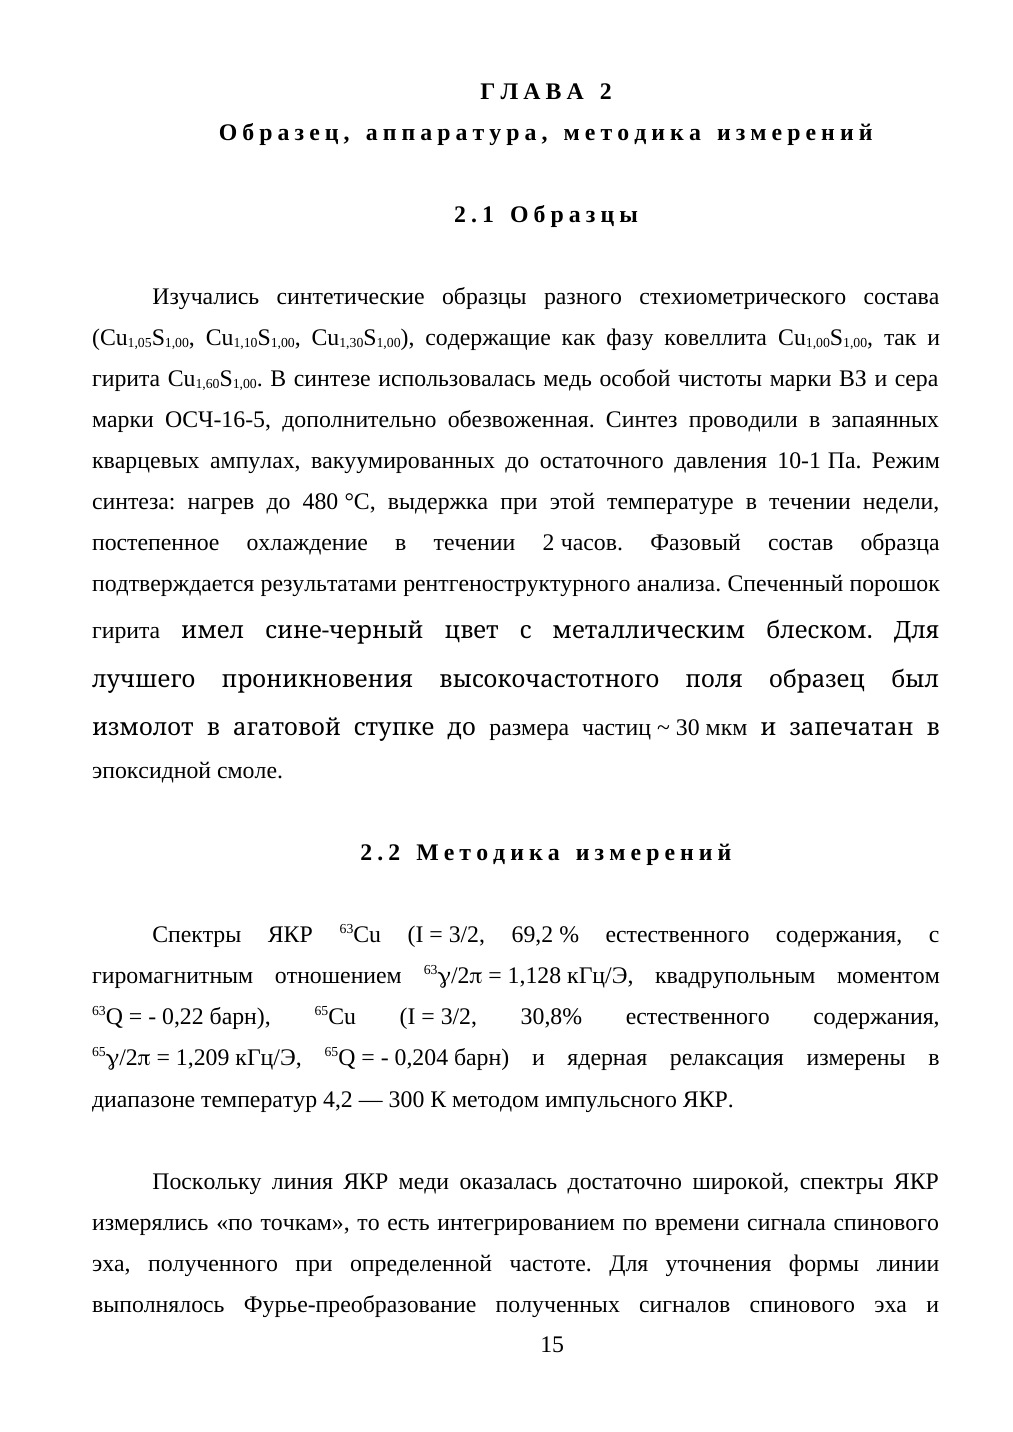 ГЛАВА 2
Образец, аппаратура, методика измерений
2.1 Образцы
Изучались синтетические образцы разного стехиометрического состава
(Cu1,05S1,00, Cu1,10S1,00, Cu1,30S1,00), содержащие как фазу ковеллита Cu1,00S1,00, так и
гирита Cu1,60S1,00. В синтезе использовалась медь особой чистоты марки ВЗ и сера
марки ОСЧ-16-5, дополнительно обезвоженная. Синтез проводили в запаянных
кварцевых ампулах, вакуумированных до остаточного давления 10-1 Па. Режим
синтеза: нагрев до 480 °С, выдержка при этой температуре в течении недели,
постепенное охлаждение в течении 2 часов. Фазовый состав образца
подтверждается результатами рентгеноструктурного анализа. Спеченный порошок
гирита имел сине-черный цвет с металлическим блеском. Для
лучшего проникновения высокочастотного поля образец был
измолот в агатовой ступке до размера частиц ~ 30 мкм и запечатан в
эпоксидной смоле.
2.2 Методика измерений
Спектры ЯКР ⁶³Cu (I = 3/2, 69,2 % естественного содержания, с
гиромагнитным отношением ⁶³γ/2π = 1,128 кГц/Э, квадрупольным моментом
⁶³Q = - 0,22 барн), ⁶⁵Cu (I = 3/2, 30,8% естественного содержания,
⁶⁵γ/2π = 1,209 кГц/Э, ⁶⁵Q = - 0,204 барн) и ядерная релаксация измерены в
диапазоне температур 4,2 — 300 К методом импульсного ЯКР.
Поскольку линия ЯКР меди оказалась достаточно широкой, спектры ЯКР
измерялись «по точкам», то есть интегрированием по времени сигнала спинового
эха, полученного при определенной частоте. Для уточнения формы линии
выполнялось Фурье-преобразование полученных сигналов спинового эха и
15